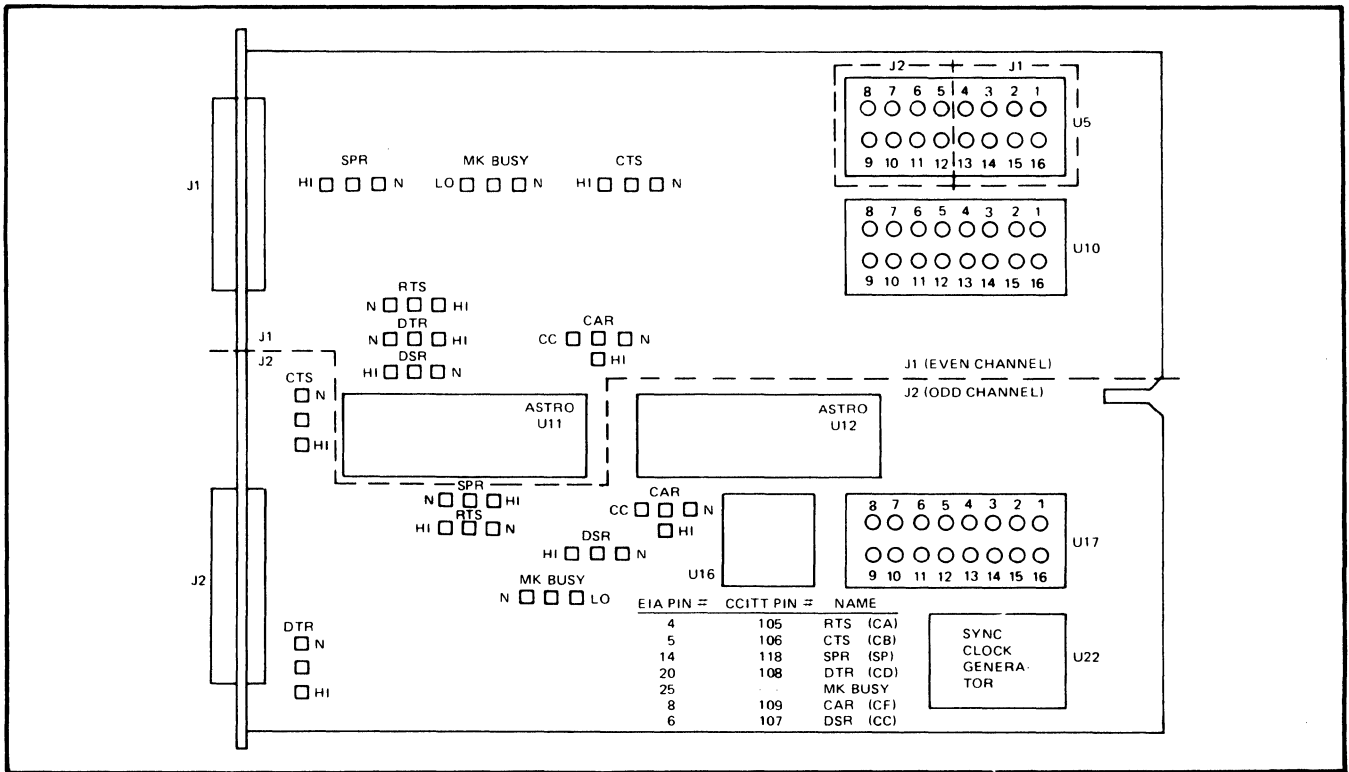 J2 J1
8 7 6 5 4 3 2 1
U5
9 10 11 12 13 14 15 16
SPR
HI N
MK BUSY
LO N
CTS
HI N
J1
8 7 6 5 4 3 2 1
U10
9 10 11 12 13 14 15 16
RTS
N HI
DTR
N HI
DSR
HI N
CAR
CC N
HI
J1
J2
J1 (EVEN CHANNEL)
J2 (ODD CHANNEL)
CTS
N
HI
ASTRO
U11
ASTRO
U12
SPR
N HI
RTS
HI N
CAR
CC N
HI
DSR
HI N
MK BUSY
N LO
U16
8 7 6 5 4 3 2 1
U17
9 10 11 12 13 14 15 16
J2
DTR
N
HI
EIA PIN # CCITT PIN # NAME
4 105 RTS (CA)
5 106 CTS (CB)
14 118 SPR (SP)
20 108 DTR (CD)
25 MK BUSY
8 109 CAR (CF)
6 107 DSR (CC)
SYNC
CLOCK
GENERA-
TOR
U22